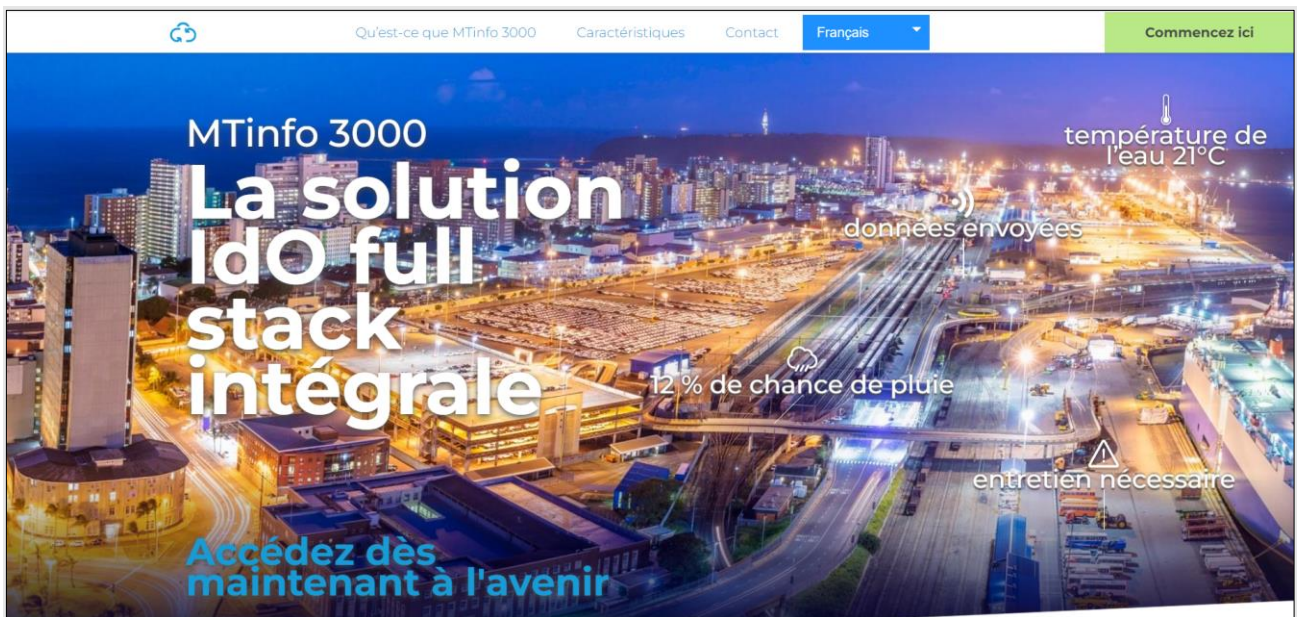 Qu'est-ce que MTinfo 3000
Caractéristiques
Contact
Français
Commencez ici
MTinfo 3000
La solution
IdO full
stack
intégrale
température de
l'eau 21°C
données envoyées
12 % de chance de pluie
entretien nécessaire
Accédez dès
maintenant à l'avenir